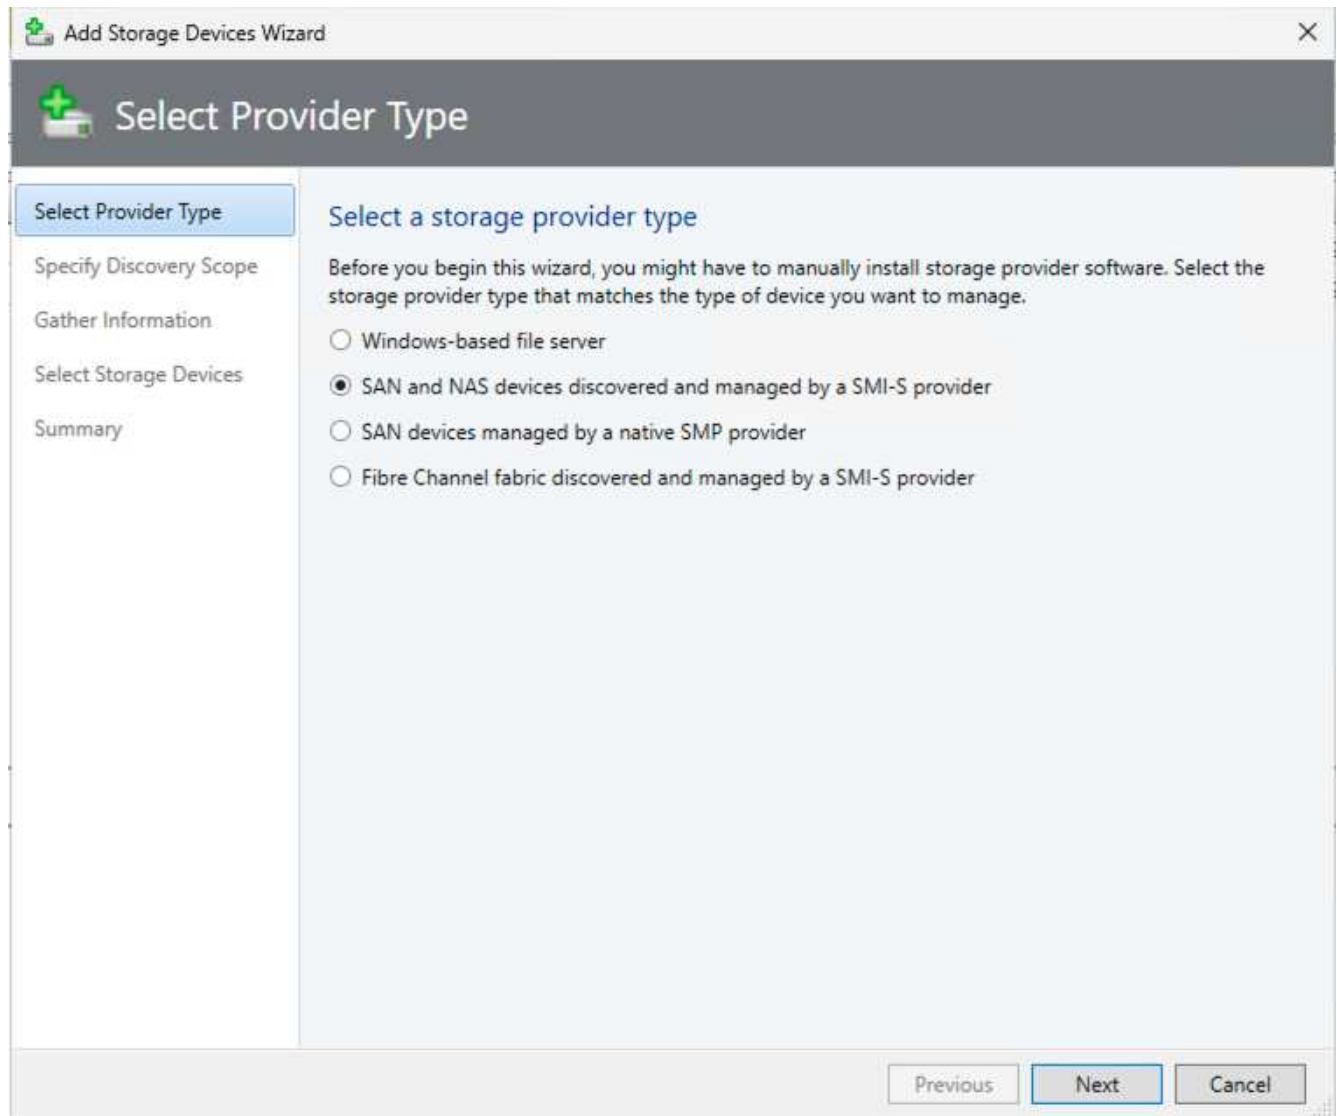 Add Storage Devices Wizard
Select Provider Type
Select Provider Type
Specify Discovery Scope
Gather Information
Select Storage Devices
Summary
Select a storage provider type
Before you begin this wizard, you might have to manually install storage provider software. Select the
storage provider type that matches the type of device you want to manage.
Windows-based file server
SAN and NAS devices discovered and managed by a SMI-S provider
SAN devices managed by a native SMP provider
Fibre Channel fabric discovered and managed by a SMI-S provider
Previous
Next
Cancel